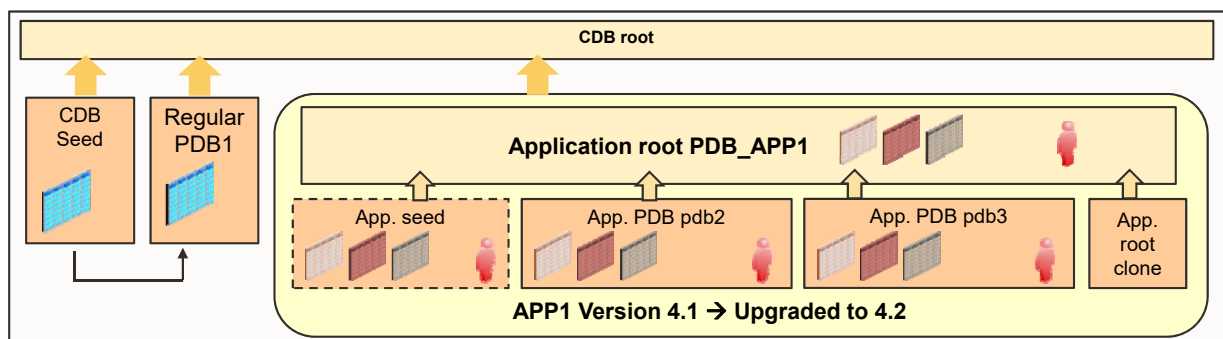 CDB root
CDB
Seed
Regular
PDB1
Application root PDB_APP1
App. seed
App. PDB pdb2
App. PDB pdb3
App.
root
clone
APP1 Version 4.1 → Upgraded to 4.2